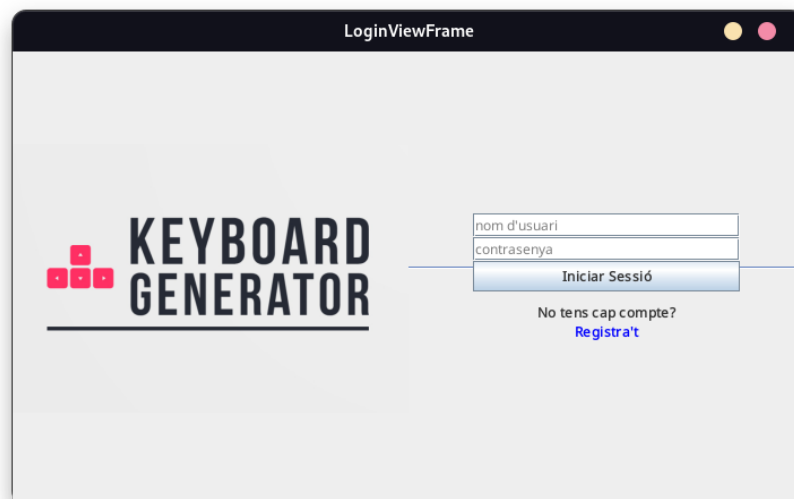 LoginViewFrame
KEYBOARD
GENERATOR
nom d'usuari
contrasenya
Iniciar Sessió
No tens cap compte?
Registra't